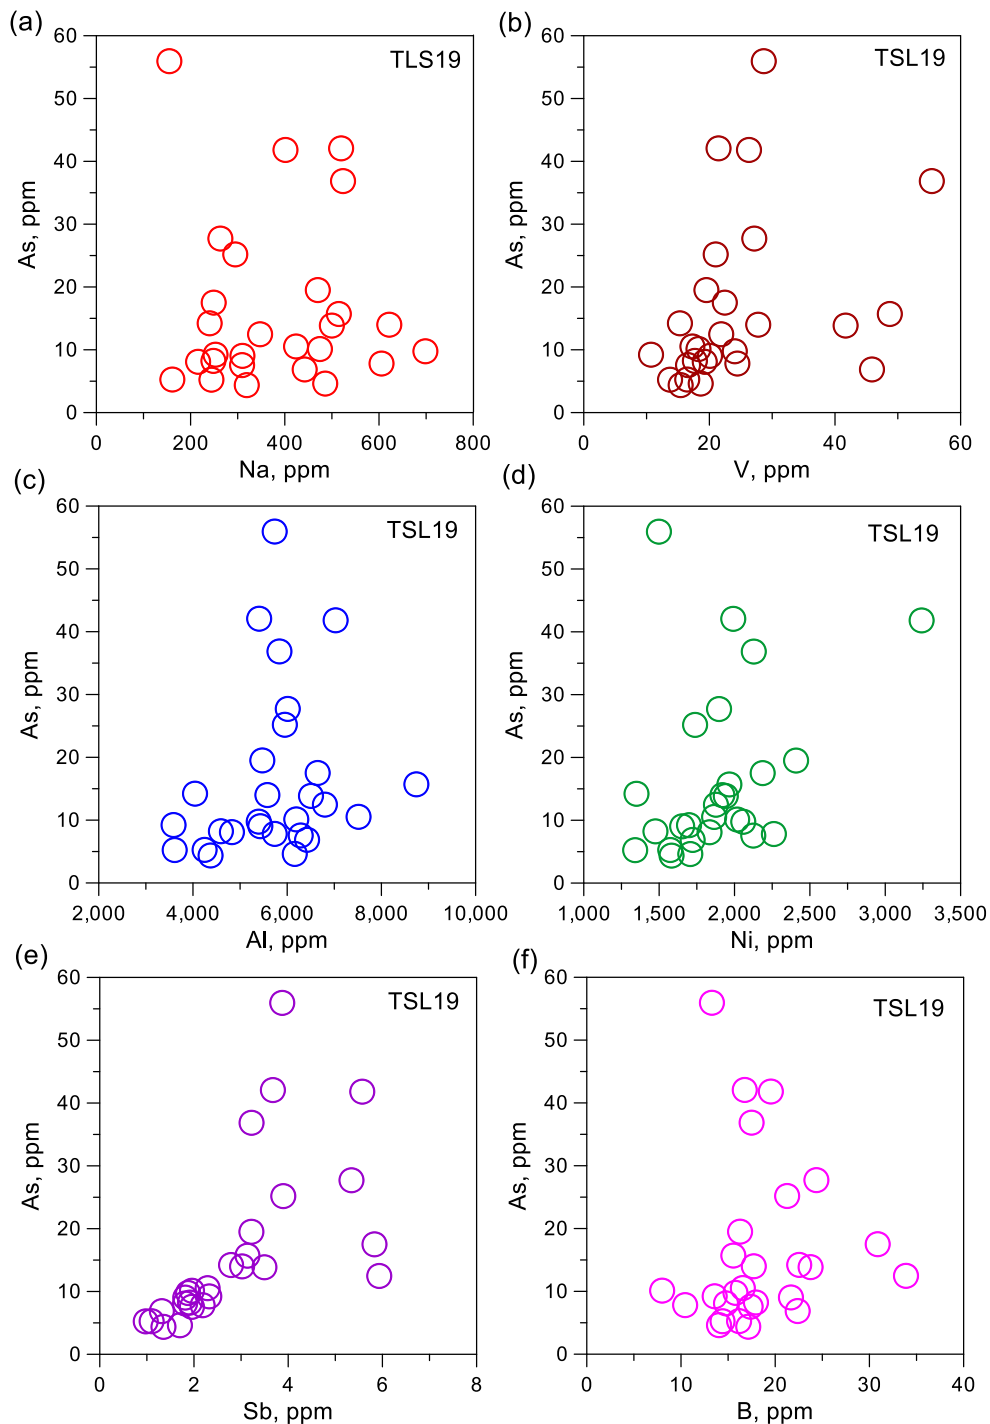 (a)
TLS19
As, ppm
60
50
40
30
20
10
0
0 200 400 600 800
Na, ppm
(b)
TSL19
As, ppm
60
50
40
30
20
10
0
0 20 40 60
V, ppm
(c)
TSL19
As, ppm
60
50
40
30
20
10
0
2,000 4,000 6,000 8,000 10,000
Al, ppm
(d)
TSL19
As, ppm
60
50
40
30
20
10
0
1,000 1,500 2,000 2,500 3,000 3,500
Ni, ppm
(e)
TSL19
As, ppm
60
50
40
30
20
10
0
0 2 4 6 8
Sb, ppm
(f)
TSL19
As, ppm
60
50
40
30
20
10
0
0 10 20 30 40
B, ppm